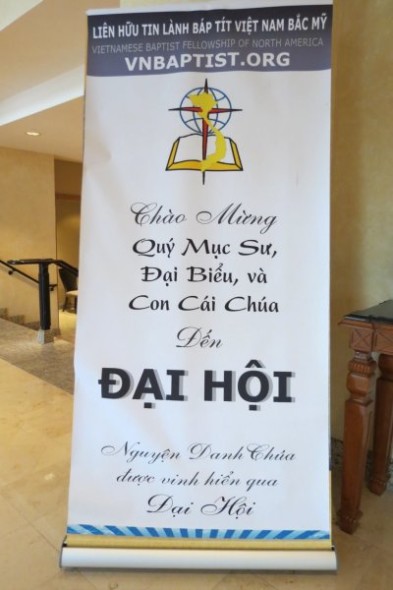 LIÊN HỮU TIN LÀNH BÁP TÍT VIỆT NAM BẮC MỸ
VIETNAMESE BAPTIST FELLOWSHIP OF NORTH AMERICA
VNBAPTIST.ORG
Chào Mừng
Quý Mục Sư,
Đại Biểu, và
Con Cái Chúa
Đến
ĐẠI HỘI
Nguyện Danh Chúa
được vinh hiển qua
Đại Hội